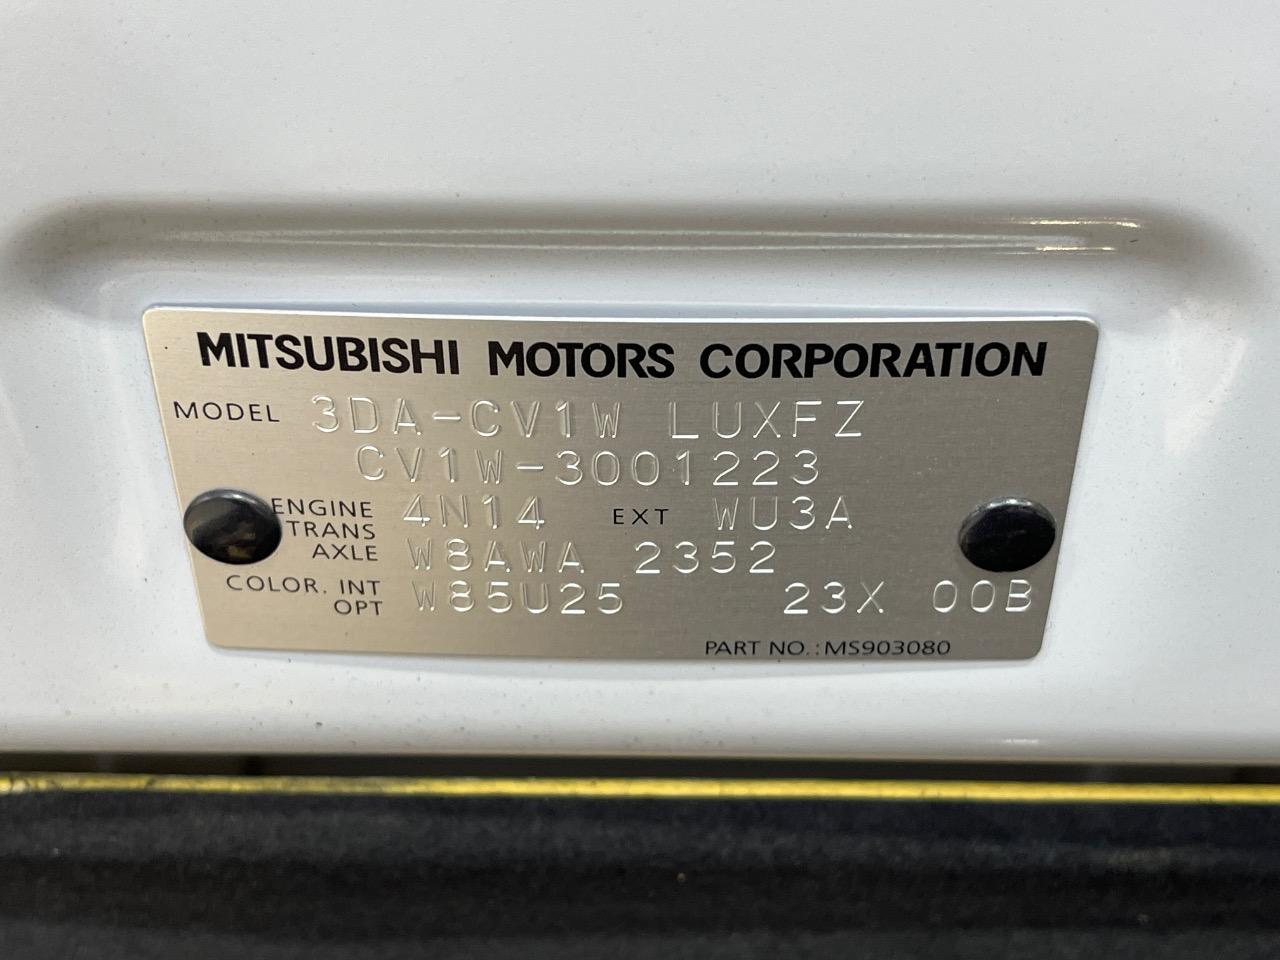 MITSUBISHI MOTORS CORPORATION
MODEL 3DA-CV1W LUXFZ
CV1W-3001223
ENGINE 4N14 EXT WU3A
TRANS
AXLE W8AWA 2352
COLOR. INT
OPT W85U25 23X 00B
PART NO.:MS903080